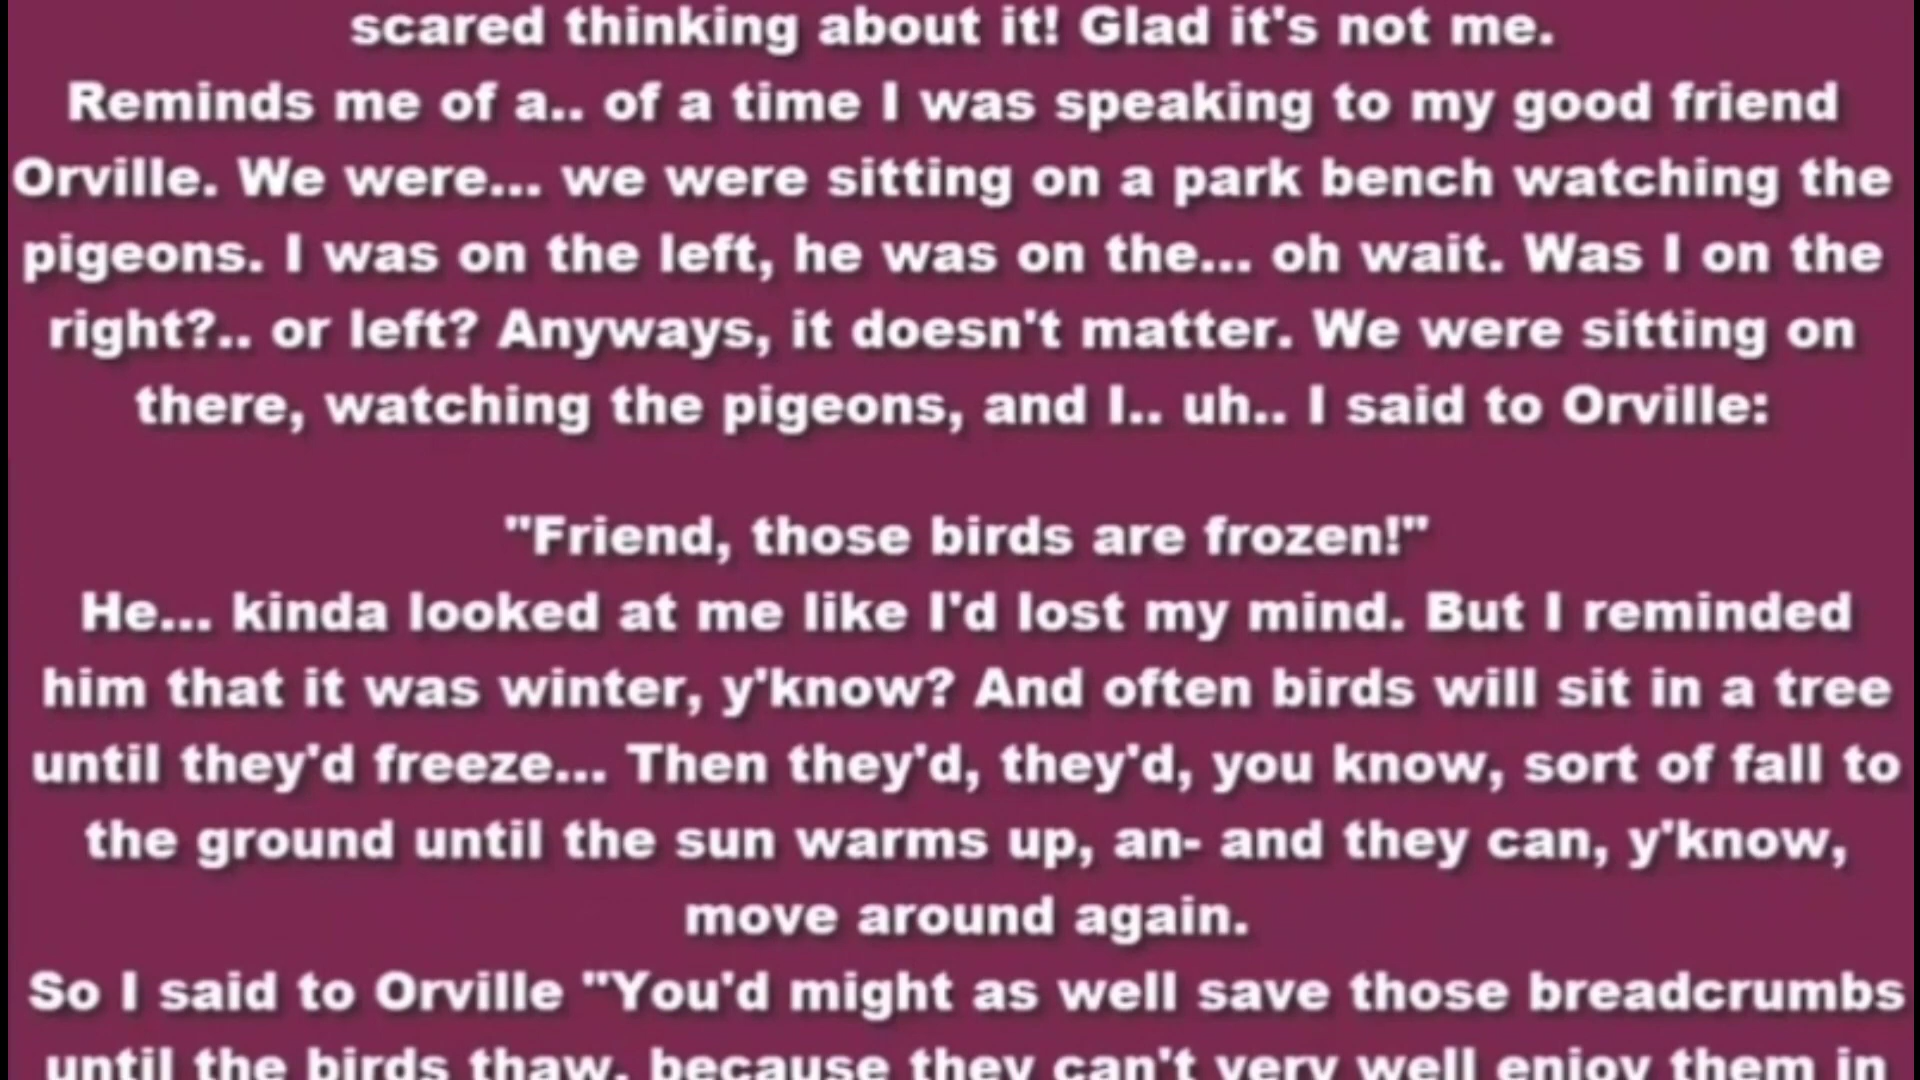 scared thinking about it! Glad it's not me.
Reminds me of a.. of a time I was speaking to my good friend
Orville. We were... we were sitting on a park bench watching the
pigeons. I was on the left, he was on the... oh wait. Was I on the
right?.. or left? Anyways, it doesn't matter. We were sitting on
there, watching the pigeons, and I.. uh.. I said to Orville:
"Friend, those birds are frozen!"
He... kinda looked at me like I'd lost my mind. But I reminded
him that it was winter, y'know? And often birds will sit in a tree
until they'd freeze... Then they'd, they'd, you know, sort of fall to
the ground until the sun warms up, an- and they can, y'know,
move around again.
So I said to Orville "You'd might as well save those breadcrumbs
until the birds thaw, because they can't very well enjoy them in